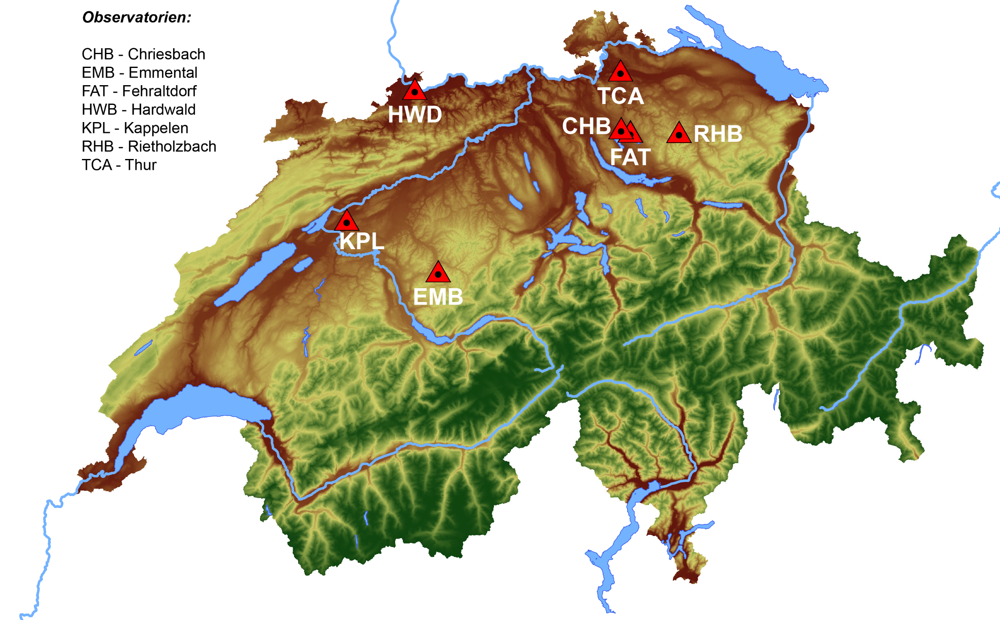 Observatorien:
CHB - Chriesbach
EMB - Emmental
FAT - Fehraltdorf
HWB - Hardwald
KPL - Kappelen
RHB - Rietholzbach
TCA - Thur
TCA
HWD
CHB
RHB
FAT
KPL
EMB